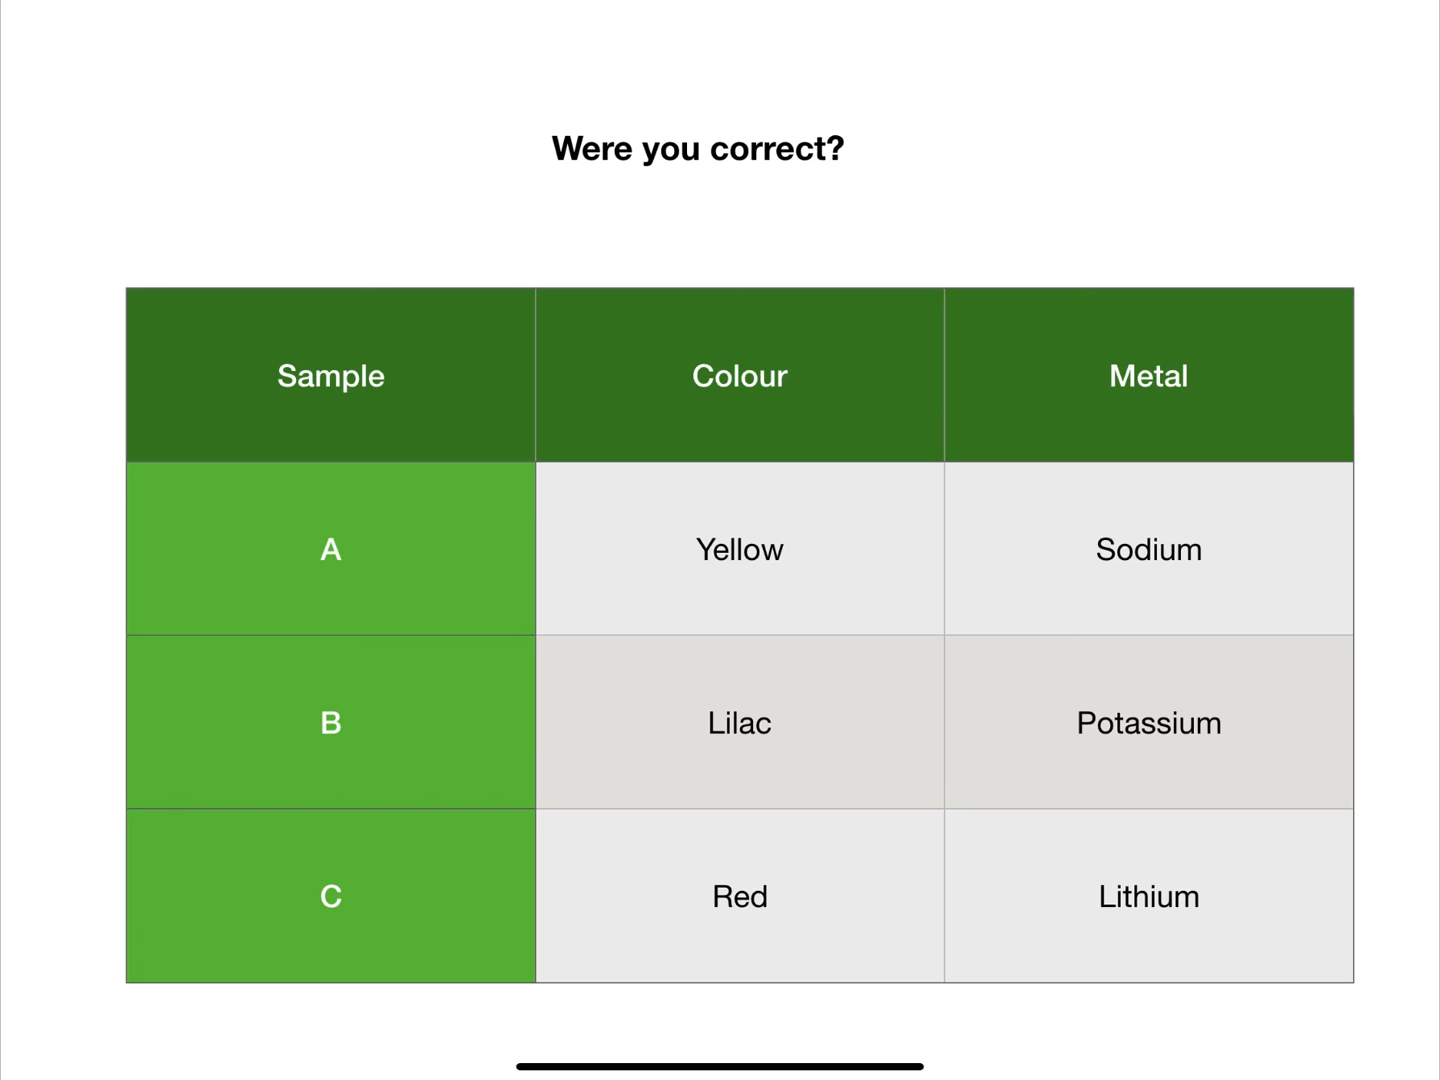 Were you correct?
Sample Colour Metal
A Yellow Sodium
B Lilac Potassium
C Red Lithium